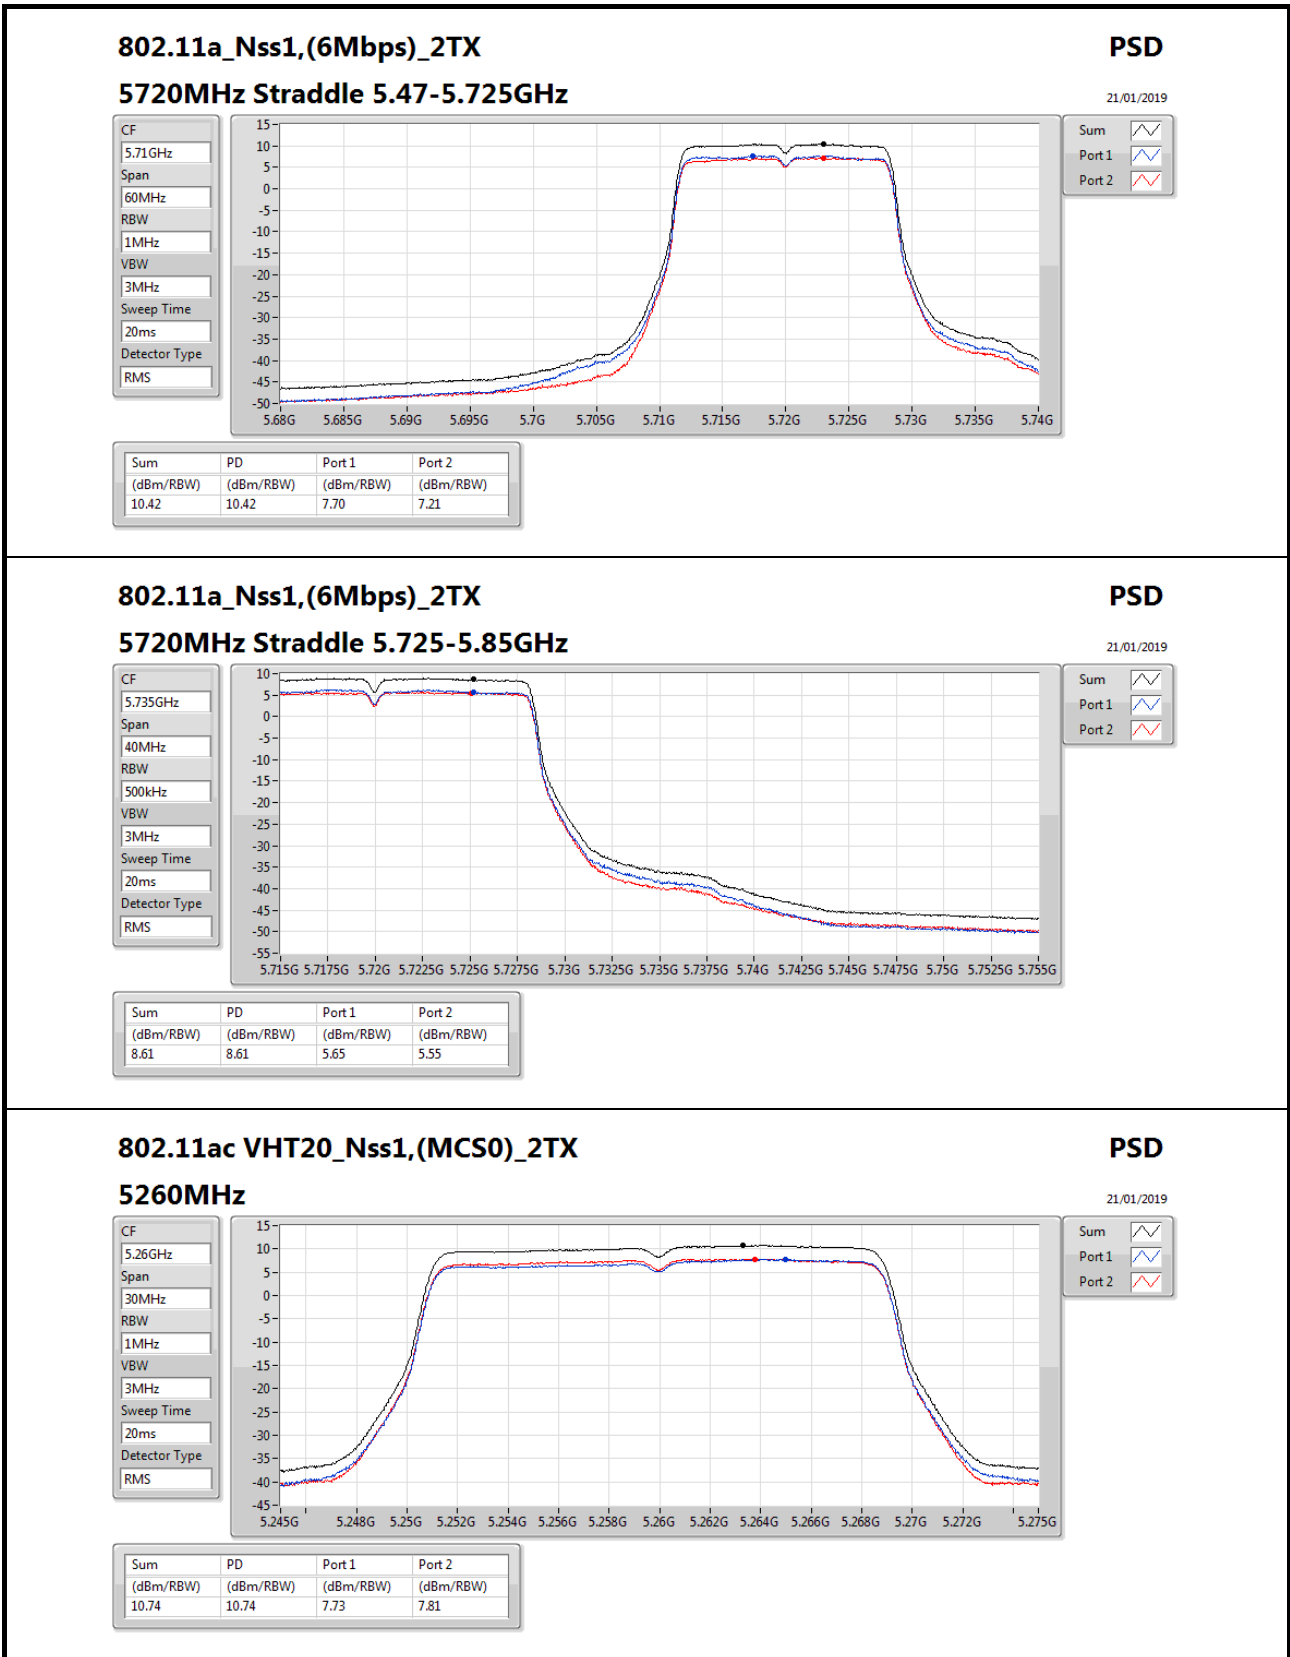 802.11a_Nss1,(6Mbps)_2TX PSD
5720MHz Straddle 5.47-5.725GHz 21/01/2019
CF
5.71GHz
Span
60MHz
RBW
1MHz
VBW
3MHz
Sweep Time
20ms
Detector Type
RMS
15
10
5
0
-5
-10
-15
-20
-25
-30
-35
-40
-45
-50
5.68G 5.685G 5.69G 5.695G 5.7G 5.705G 5.71G 5.715G 5.72G 5.725G 5.73G 5.735G 5.74G
Sum
Port 1
Port 2
Sum PD Port 1 Port 2
(dBm/RBW) (dBm/RBW) (dBm/RBW) (dBm/RBW)
10.42 10.42 7.70 7.21
802.11a_Nss1,(6Mbps)_2TX PSD
5720MHz Straddle 5.725-5.85GHz 21/01/2019
CF
5.735GHz
Span
40MHz
RBW
500kHz
VBW
3MHz
Sweep Time
20ms
Detector Type
RMS
10
5
0
-5
-10
-15
-20
-25
-30
-35
-40
-45
-50
-55
5.715G 5.7175G 5.72G 5.7225G 5.725G 5.7275G 5.73G 5.7325G 5.735G 5.7375G 5.74G 5.7425G 5.745G 5.7475G 5.75G 5.7525G 5.755G
Sum
Port 1
Port 2
Sum PD Port 1 Port 2
(dBm/RBW) (dBm/RBW) (dBm/RBW) (dBm/RBW)
8.61 8.61 5.65 5.55
802.11ac VHT20_Nss1,(MCS0)_2TX PSD
5260MHz 21/01/2019
CF
5.26GHz
Span
30MHz
RBW
1MHz
VBW
3MHz
Sweep Time
20ms
Detector Type
RMS
15
10
5
0
-5
-10
-15
-20
-25
-30
-35
-40
-45
5.245G 5.248G 5.25G 5.252G 5.254G 5.256G 5.258G 5.26G 5.262G 5.264G 5.266G 5.268G 5.27G 5.272G 5.275G
Sum
Port 1
Port 2
Sum PD Port 1 Port 2
(dBm/RBW) (dBm/RBW) (dBm/RBW) (dBm/RBW)
10.74 10.74 7.73 7.81